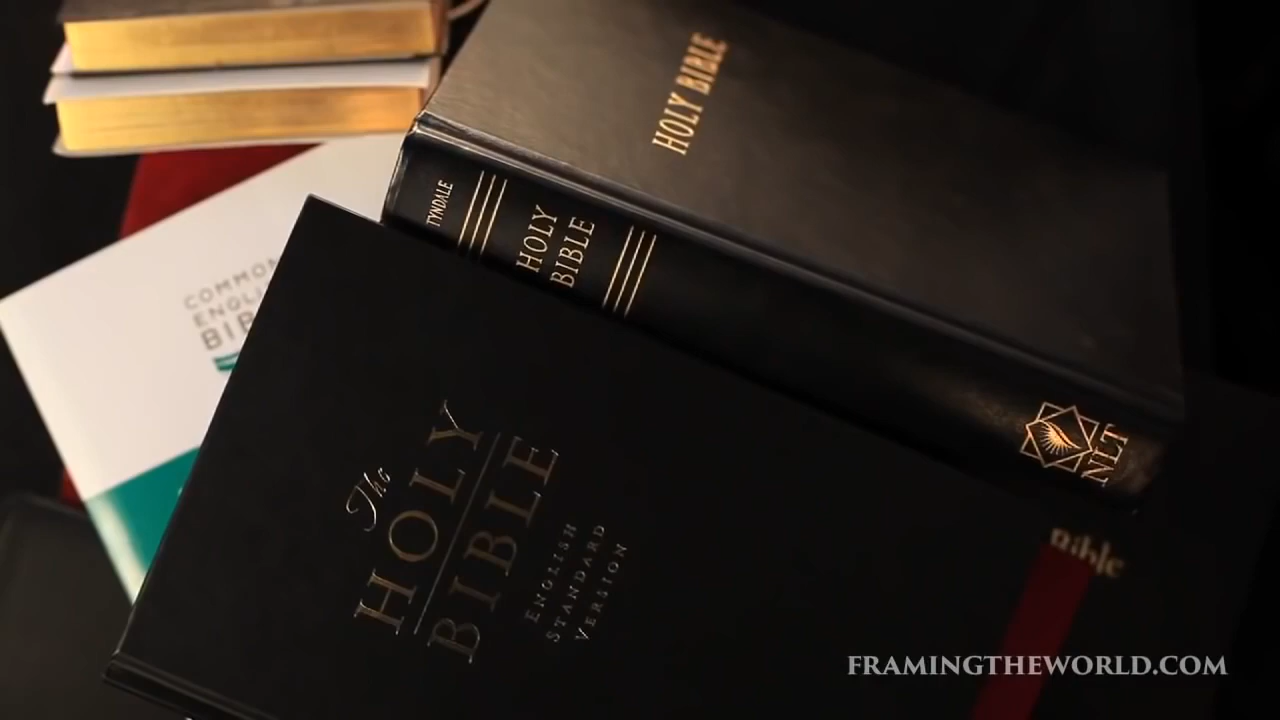 HOLY BIBLE
TYNDALE
HOLY
BIBLE
NLT
COMMON
ENGLI
BIB
The
HOLY
BIBLE
ENGLISH
STANDARD
VERSION
Bible
FRAMINGTHEWORLD.COM